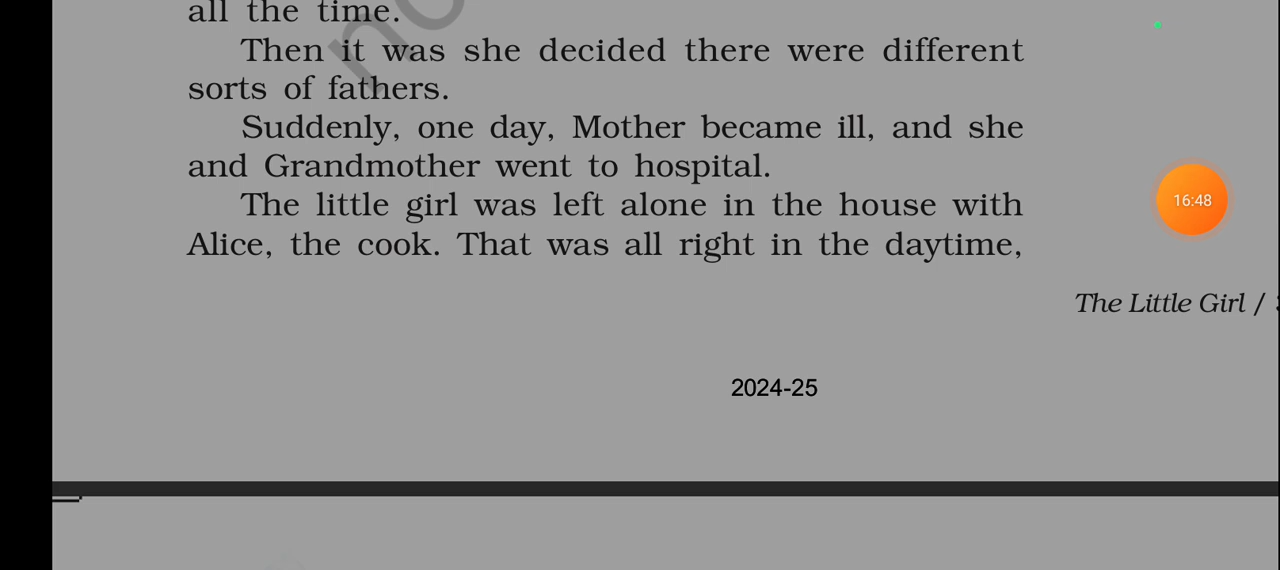 all the time.
Then it was she decided there were different
sorts of fathers.
Suddenly, one day, Mother became ill, and she
and Grandmother went to hospital.
The little girl was left alone in the house with
Alice, the cook. That was all right in the daytime,
16:48
The Little Girl /
2024-25